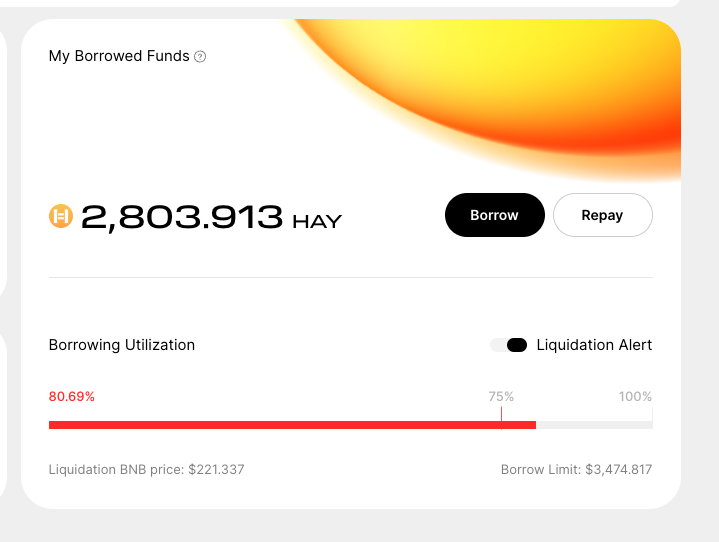 My Borrowed Funds ?
2,803.913 HAY
Borrow
Repay
Borrowing Utilization
Liquidation Alert
80.69%
75%
100%
Liquidation BNB price: $221.337
Borrow Limit: $3,474.817